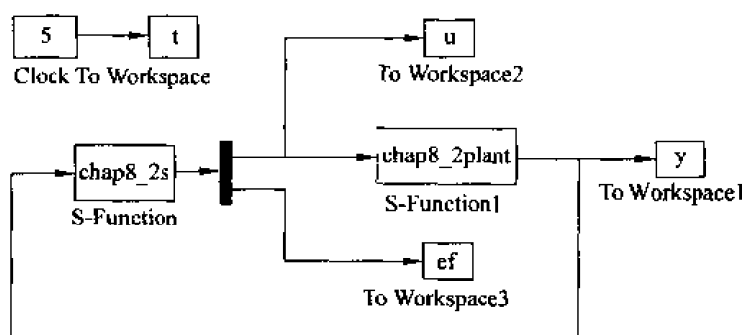 5
t
Clock To Workspace
u
To Workspace2
chap8_2s
S-Function
chap8_2plant
S-Function1
y
To Workspace1
ef
To Workspace3